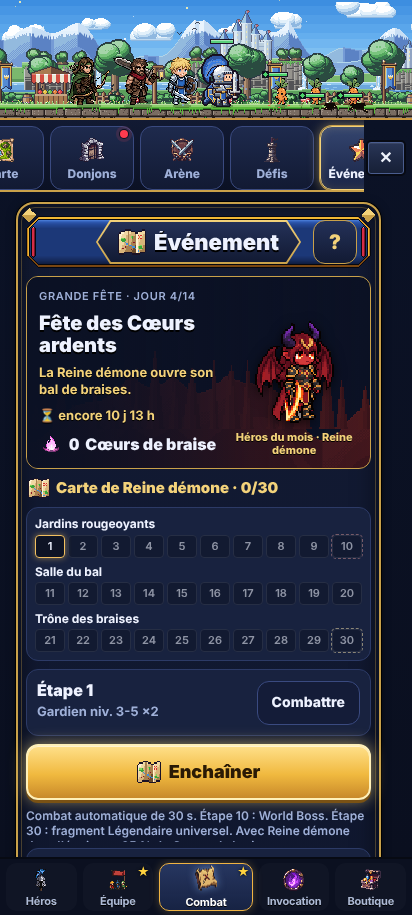 arte
Donjons
Arène
Défis
Événe
×
Événement
?
GRANDE FÊTE · JOUR 4/14
Fête des Cœurs
ardents
La Reine démone ouvre son
bal de braises.
encore 10 j 13 h
0 Cœurs de braise
Héros du mois · Reine
démone
Carte de Reine démone · 0/30
Jardins rougeoyants
1 2 3 4 5 6 7 8 9 10
Salle du bal
11 12 13 14 15 16 17 18 19 20
Trône des braises
21 22 23 24 25 26 27 28 29 30
Étape 1
Gardien niv. 3-5 ×2
Combattre
Enchaîner
Combat automatique de 30 s. Étape 10 : World Boss. Étape
30 : fragment Légendaire universel. Avec Reine démone
Héros
Équipe
Combat
Invocation
Boutique